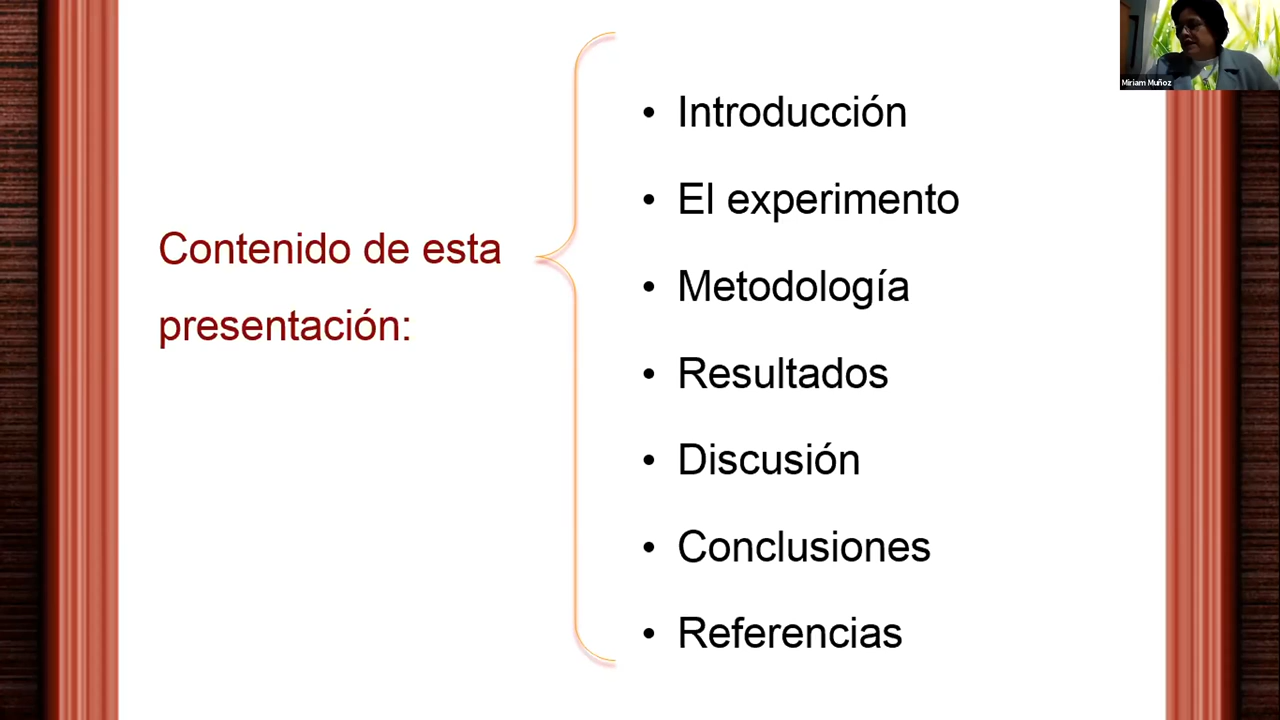 Contenido de esta
presentación:
• Introducción
• El experimento
• Metodología
• Resultados
• Discusión
• Conclusiones
• Referencias
Miriam Muñoz